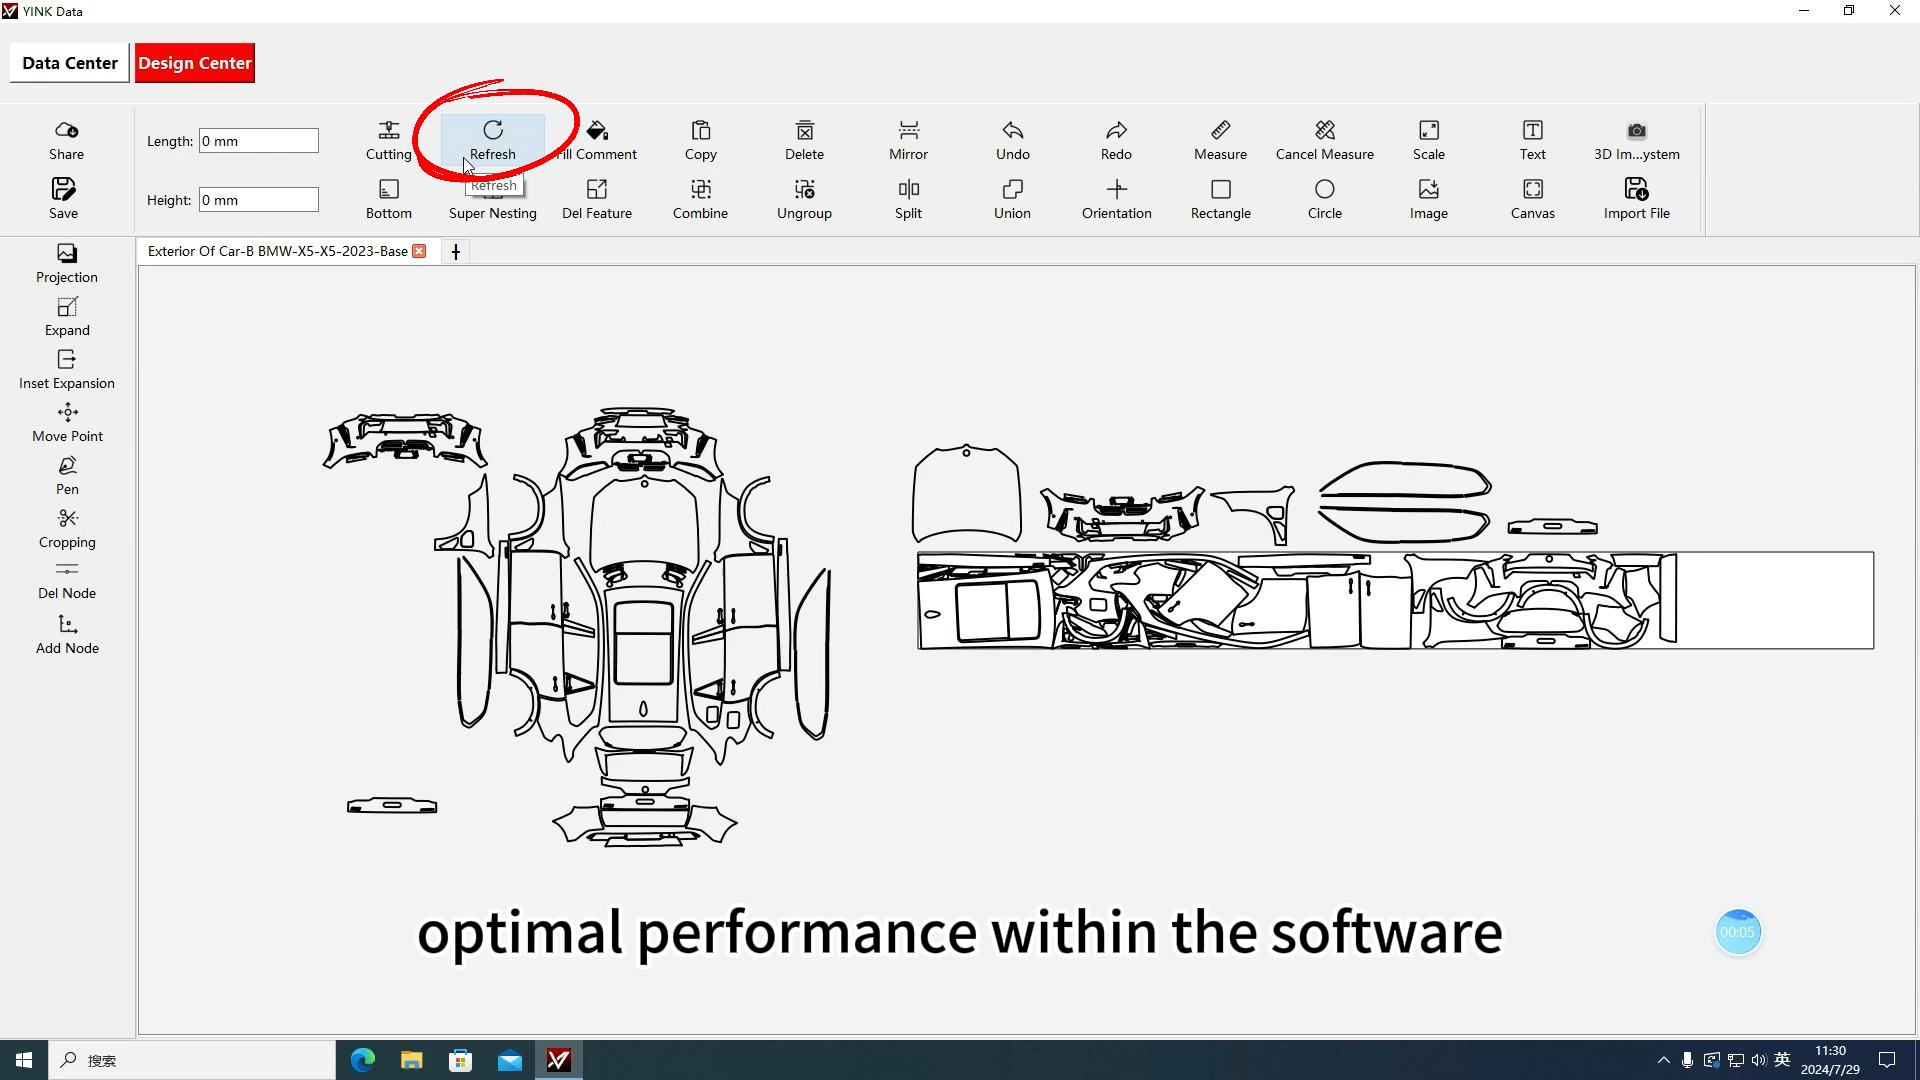 YINK Data
Data Center
Design Center
Share
Save
Length: 0 mm
Height: 0 mm
Cutting
Refresh
Fill Comment
Copy
Delete
Mirror
Undo
Redo
Measure
Cancel Measure
Scale
Text
3D Im...ystem
Refresh
Bottom
Super Nesting
Del Feature
Combine
Ungroup
Split
Union
Orientation
Rectangle
Circle
Image
Canvas
Import File
Exterior Of Car-B BMW-X5-X5-2023-Base
Projection
Expand
Inset Expansion
Move Point
Pen
Cropping
Del Node
Add Node
optimal performance within the software
00:05
搜索
英
11:30
2024/7/29